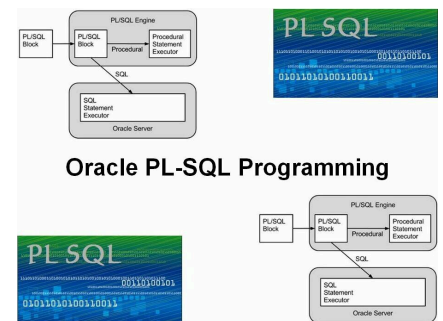 PL/SQL Engine
PL/SQL
Block
PL/SQL
Block
Procedural
Procedural
Statement
Executor
SQL
SQL
Statement
Executor
Oracle Server
PL SQL
00110100101
01011010100110011
Oracle PL-SQL Programming
PL SQL
00110100101
01011010100110011
PL/SQL Engine
PL/SQL
Block
PL/SQL
Block
Procedural
Procedural
Statement
Executor
SQL
SQL
Statement
Executor
Oracle Server